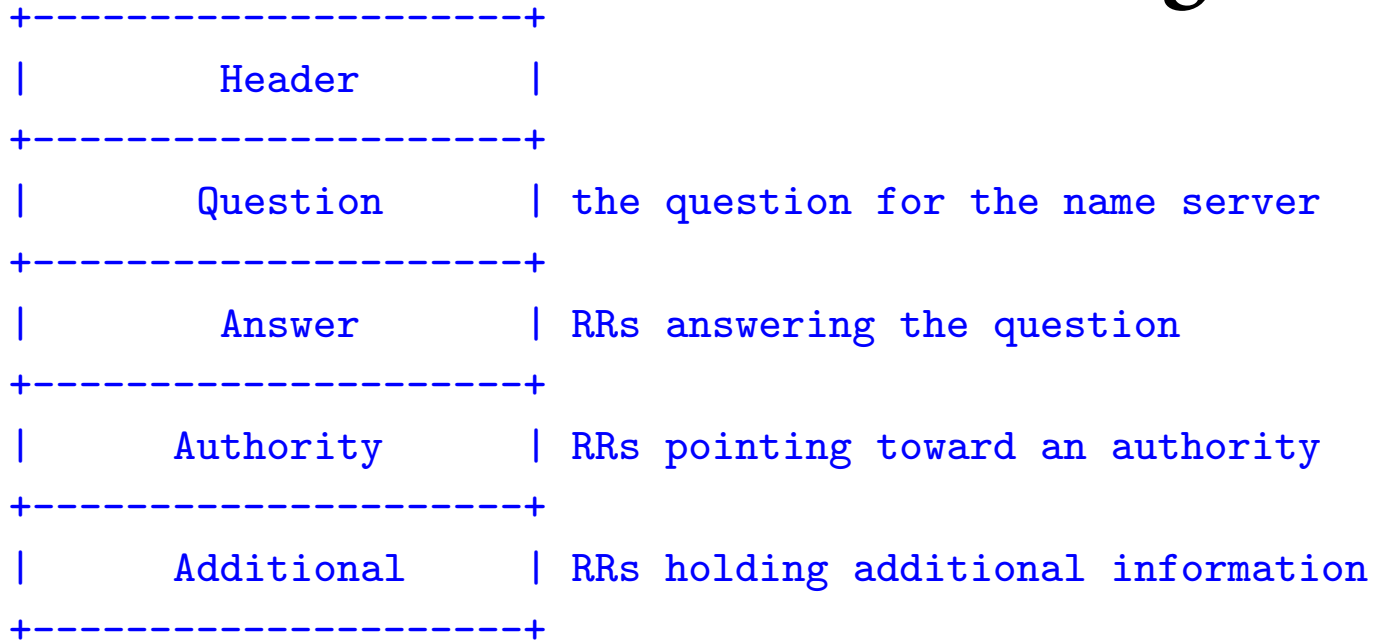 +---------------------+
|        Header       |
+---------------------+
|       Question      | the question for the name server
+---------------------+
|        Answer       | RRs answering the question
+---------------------+
|      Authority      | RRs pointing toward an authority
+---------------------+
|      Additional     | RRs holding additional information
+---------------------+